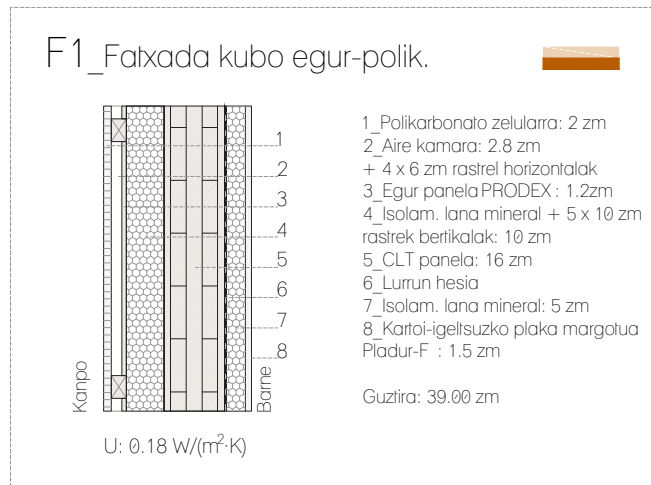 F1_Fatxada kubo egur-polik.
1
2
3
4
5
6
7
8
Kanpo
Barne
U: 0.18 W/(m²·K)
1_Polikarbonato zelularra: 2 zm
2_Aire kamara: 2.8 zm
+ 4 x 6 zm rastrel horizontalak
3_Egur panela PRODEX : 1.2zm
4_Isolam. lana mineral + 5 x 10 zm
rastrek bertikalak: 10 zm
5_CLT panela: 16 zm
6_Lurrun hesia
7_Isolam. lana mineral: 5 zm
8_Kartoi-igeltsuzko plaka margotua
Pladur-F : 1.5 zm
Guztira: 39.00 zm